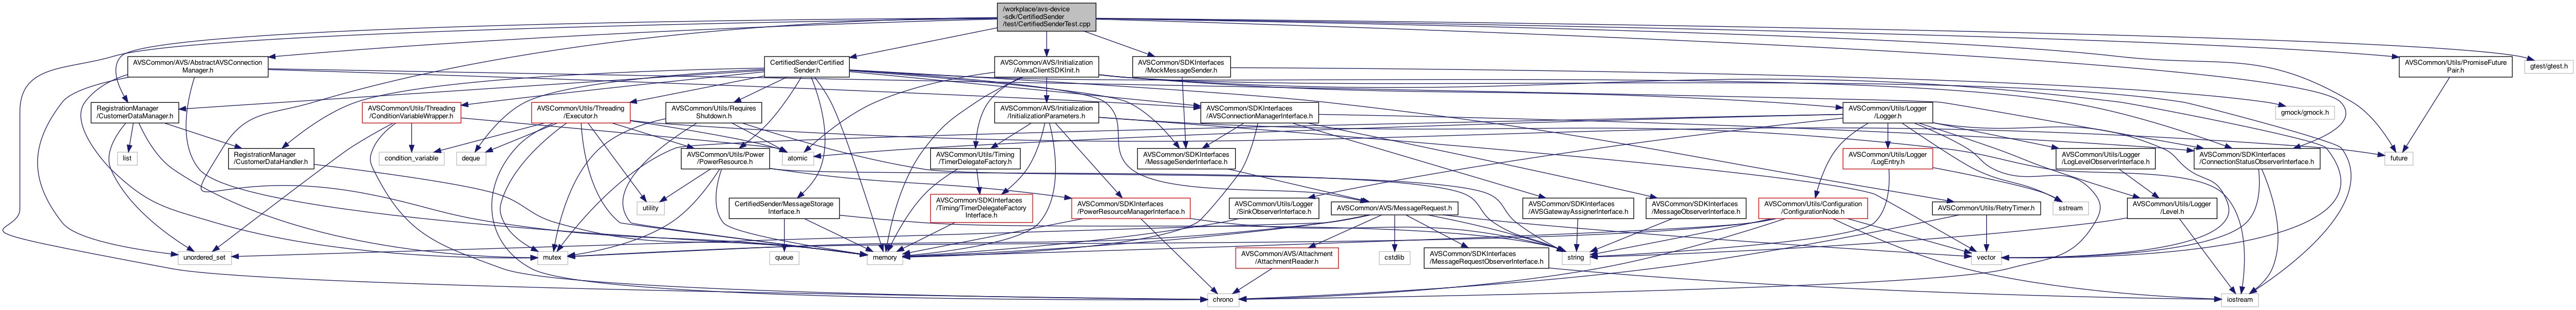 /workplace/avs-device
-sdk/CertifiedSender
/test/CertifiedSenderTest.cpp
AVSCommon/AVS/AbstractAVSConnection
Manager.h
CertifiedSender/Certified
Sender.h
AVSCommon/AVS/Initialization
/AlexaClientSDKInit.h
AVSCommon/SDKInterfaces
/MockMessageSender.h
AVSCommon/Utils/PromiseFuture
Pair.h
gtest/gtest.h
RegistrationManager
/CustomerDataManager.h
AVSCommon/Utils/Threading
/ConditionVariableWrapper.h
AVSCommon/Utils/Threading
/Executor.h
AVSCommon/Utils/Requires
Shutdown.h
AVSCommon/AVS/Initialization
/InitializationParameters.h
AVSCommon/SDKInterfaces
/AVSConnectionManagerInterface.h
AVSCommon/Utils/Logger
/Logger.h
gmock/gmock.h
list
RegistrationManager
/CustomerDataHandler.h
condition_variable
deque
AVSCommon/Utils/Power
/PowerResource.h
atomic
AVSCommon/Utils/Timing
/TimerDelegateFactory.h
AVSCommon/SDKInterfaces
/MessageSenderInterface.h
AVSCommon/Utils/Logger
/LogEntry.h
AVSCommon/Utils/Logger
/LogLevelObserverInterface.h
AVSCommon/SDKInterfaces
/ConnectionStatusObserverInterface.h
future
utility
CertifiedSender/MessageStorage
Interface.h
AVSCommon/SDKInterfaces
/Timing/TimerDelegateFactory
Interface.h
AVSCommon/SDKInterfaces
/PowerResourceManagerInterface.h
AVSCommon/Utils/Logger
/SinkObserverInterface.h
AVSCommon/AVS/MessageRequest.h
AVSCommon/SDKInterfaces
/AVSGatewayAssignerInterface.h
AVSCommon/SDKInterfaces
/MessageObserverInterface.h
AVSCommon/Utils/Configuration
/ConfigurationNode.h
AVSCommon/Utils/RetryTimer.h
sstream
AVSCommon/Utils/Logger
/Level.h
unordered_set
mutex
queue
memory
AVSCommon/AVS/Attachment
/AttachmentReader.h
cstdlib
AVSCommon/SDKInterfaces
/MessageRequestObserverInterface.h
string
vector
chrono
iostream